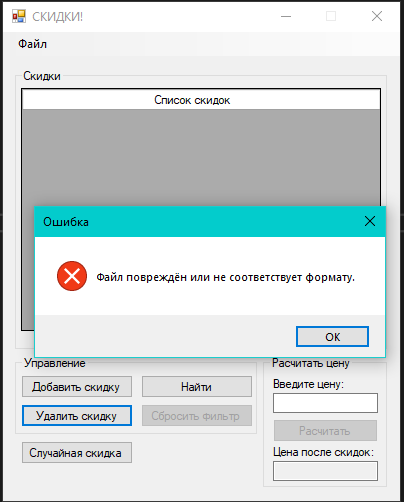 СКИДКИ!
Файл
Скидки
Список скидок
Ошибка
Файл повреждён или не соответствует формату.
ОК
Управление
Добавить скидку
Найти
Удалить скидку
Сбросить фильтр
Случайная скидка
Расчитать цену
Введите цену:
Расчитать
Цена после скидок: